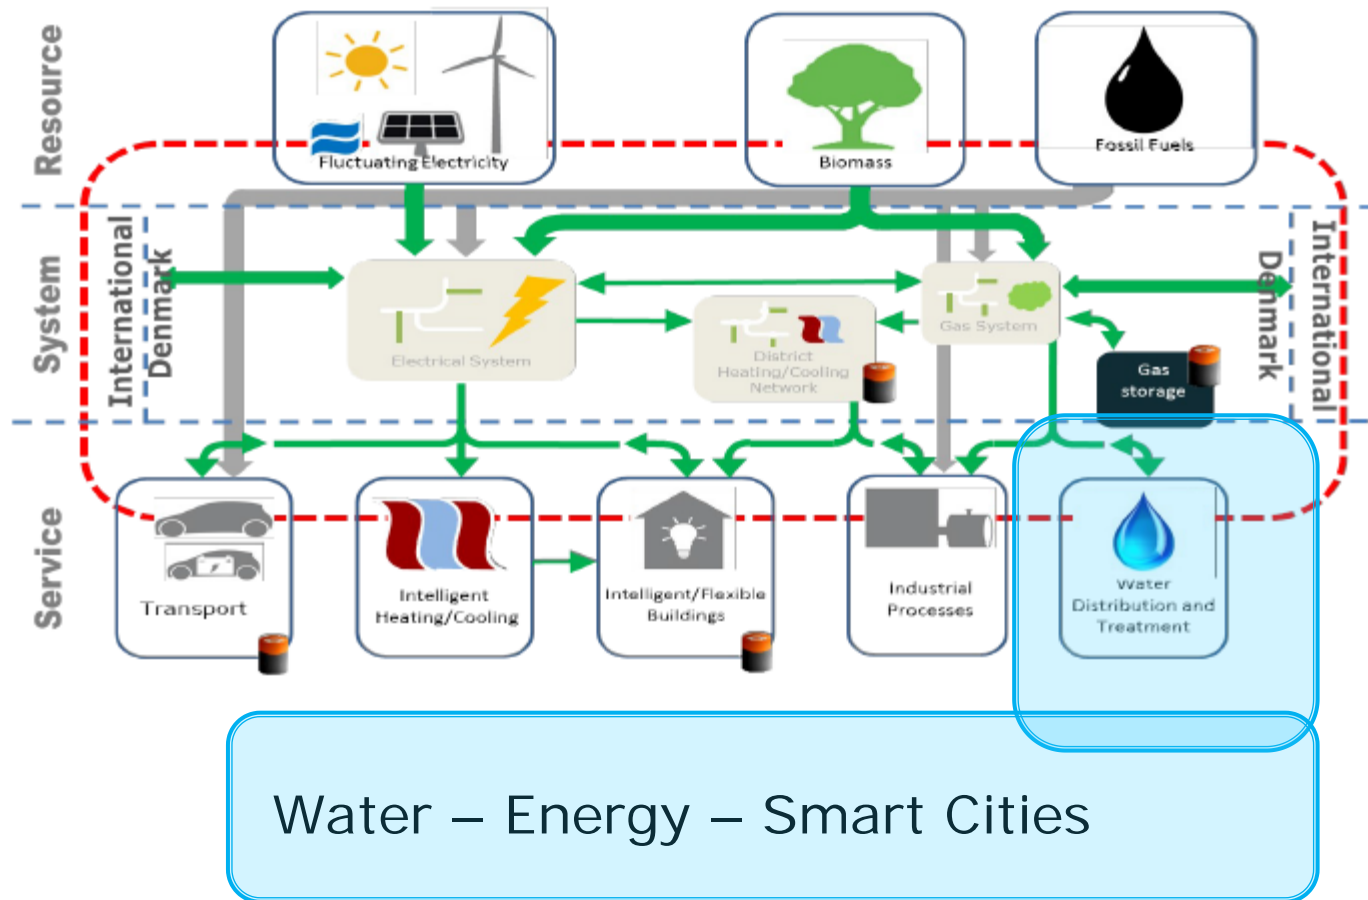 Resource
Fluctuating Electricity
Biomass
Fossil Fuels
System
International
Denmark
Electrical System
District
Heating/Cooling
Network
Gas System
Gas
storage
Denmark
International
Service
Transport
Intelligent
Heating/Cooling
Intelligent/Flexible
Buildings
Industrial
Processes
Water
Distribution and
Treatment
Water – Energy – Smart Cities